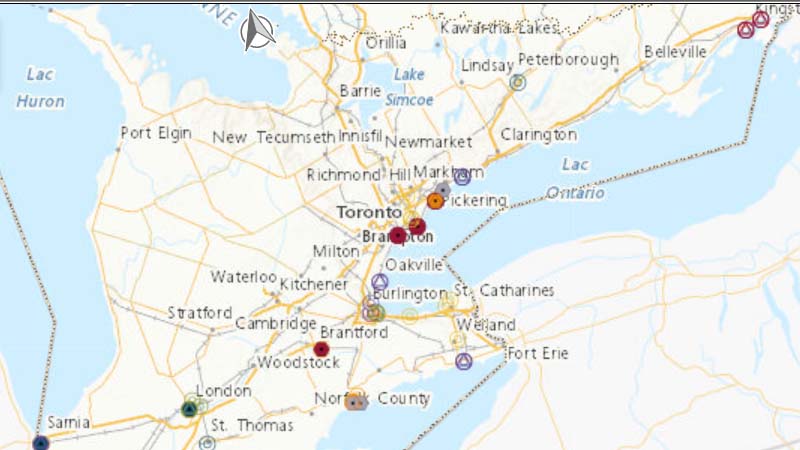 Kawartha Lakes
Orillia
Lac
Huron
Lake
Simcoe
Lindsay
Peterborough
Belleville
Barrie
Port Elgin
New Tecumseth
Innisfil
Newmarket
Clarington
Richmond Hill
Markham
Lac
Ontario
Pickering
Toronto
Milton
Oakville
Waterloo
Kitchener
Burlington
St. Catharines
Stratford
Cambridge
Brantford
Welland
Fort Erie
Woodstock
London
Norfolk County
Sarnia
St. Thomas